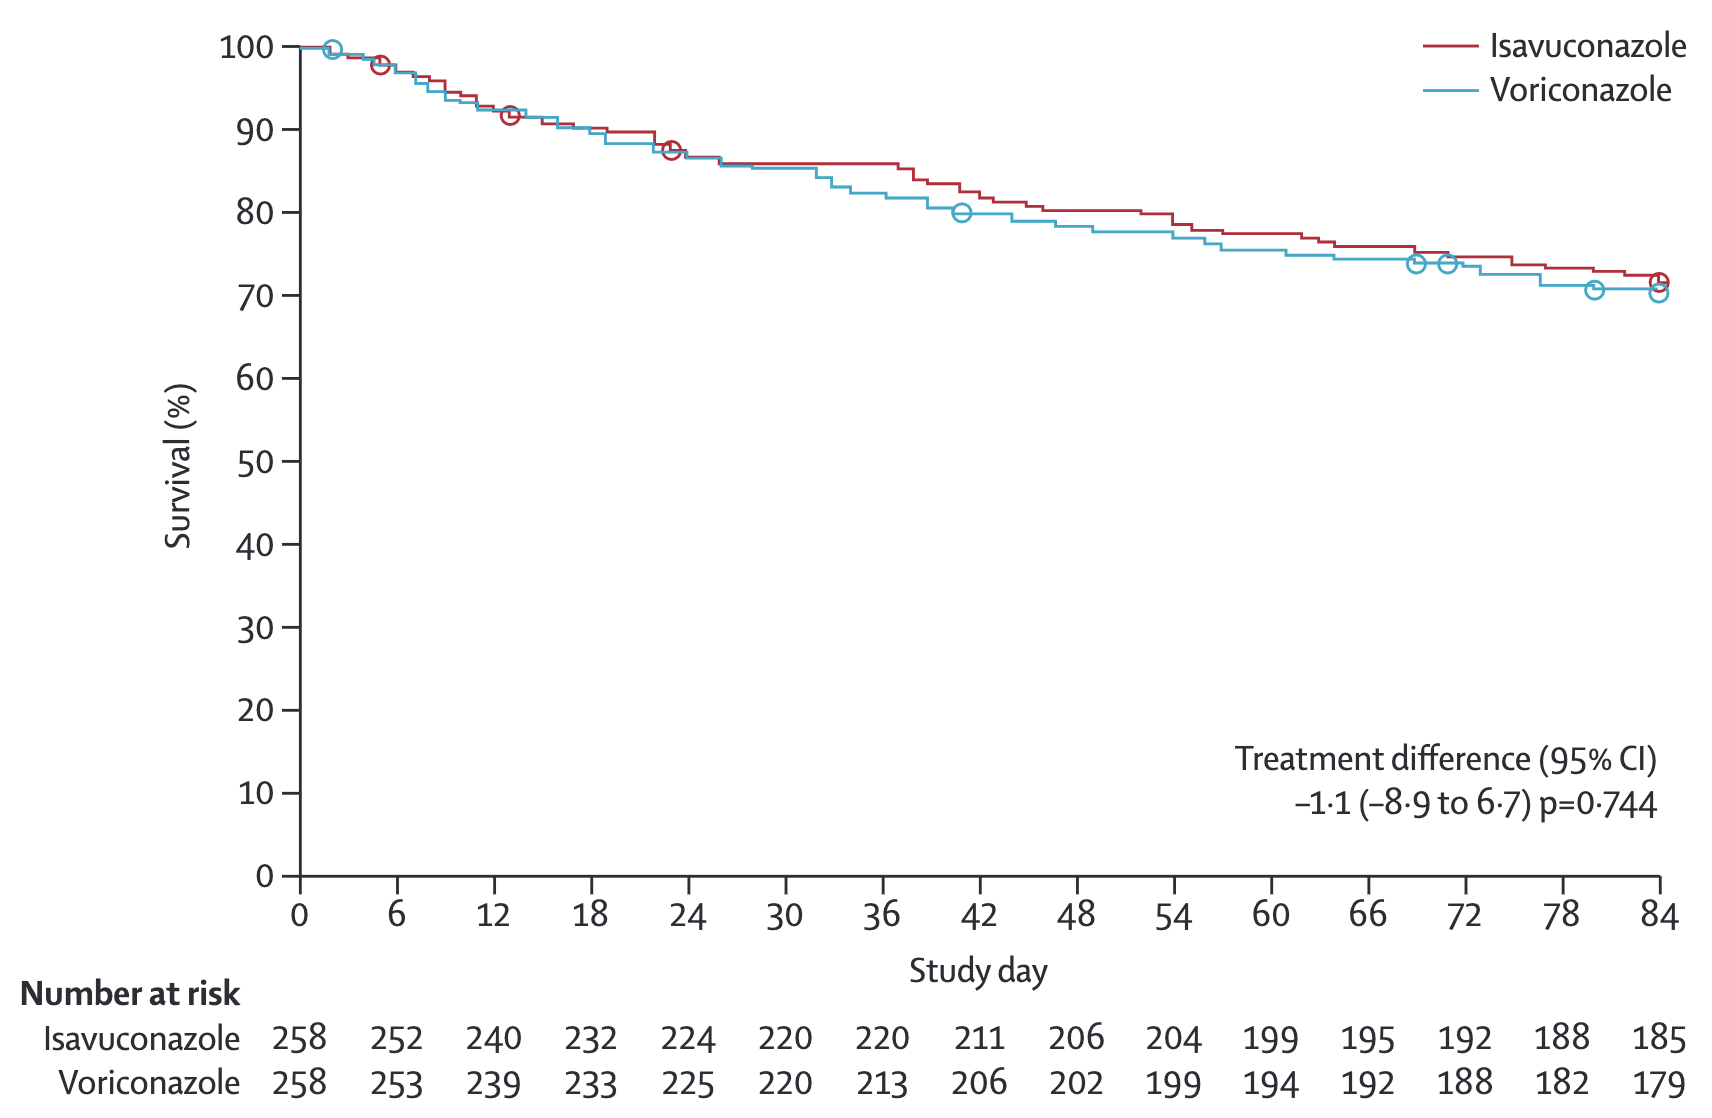 Isavuconazole
Voriconazole
100
90
80
70
60
50
40
30
20
10
0
Survival (%)
Treatment difference (95% CI)
–1·1 (–8·9 to 6·7) p=0·744
0 6 12 18 24 30 36 42 48 54 60 66 72 78 84
Study day
Number at risk
Isavuconazole 258 252 240 232 224 220 220 211 206 204 199 195 192 188 185
Voriconazole 258 253 239 233 225 220 213 206 202 199 194 192 188 182 179